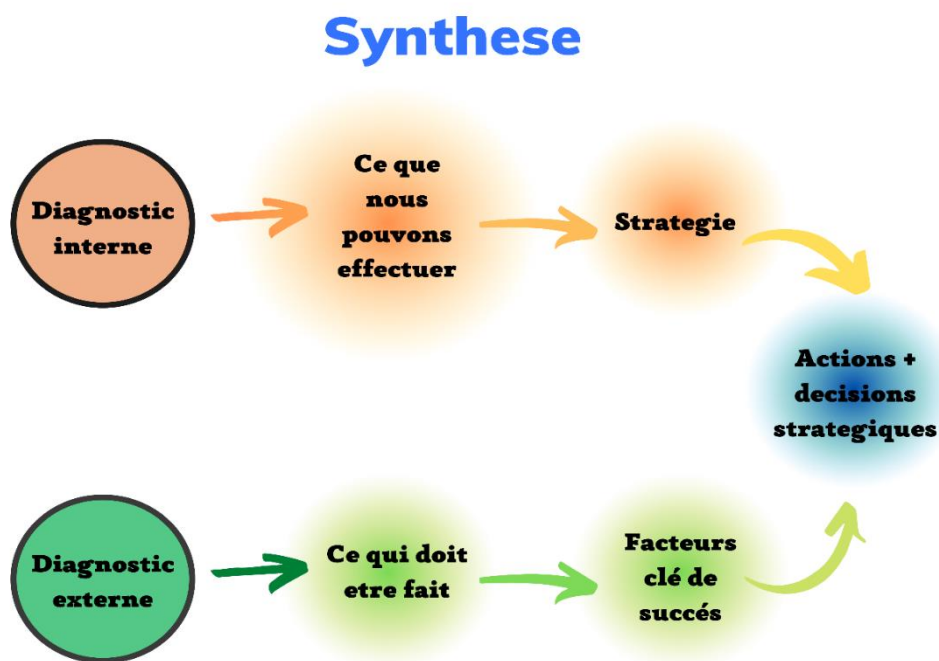 Synthese
Diagnostic
interne
Ce que
nous
pouvons
effectuer
Strategie
Actions +
decisions
strategiques
Diagnostic
externe
Ce qui doit
etre fait
Facteurs
clé de
succés